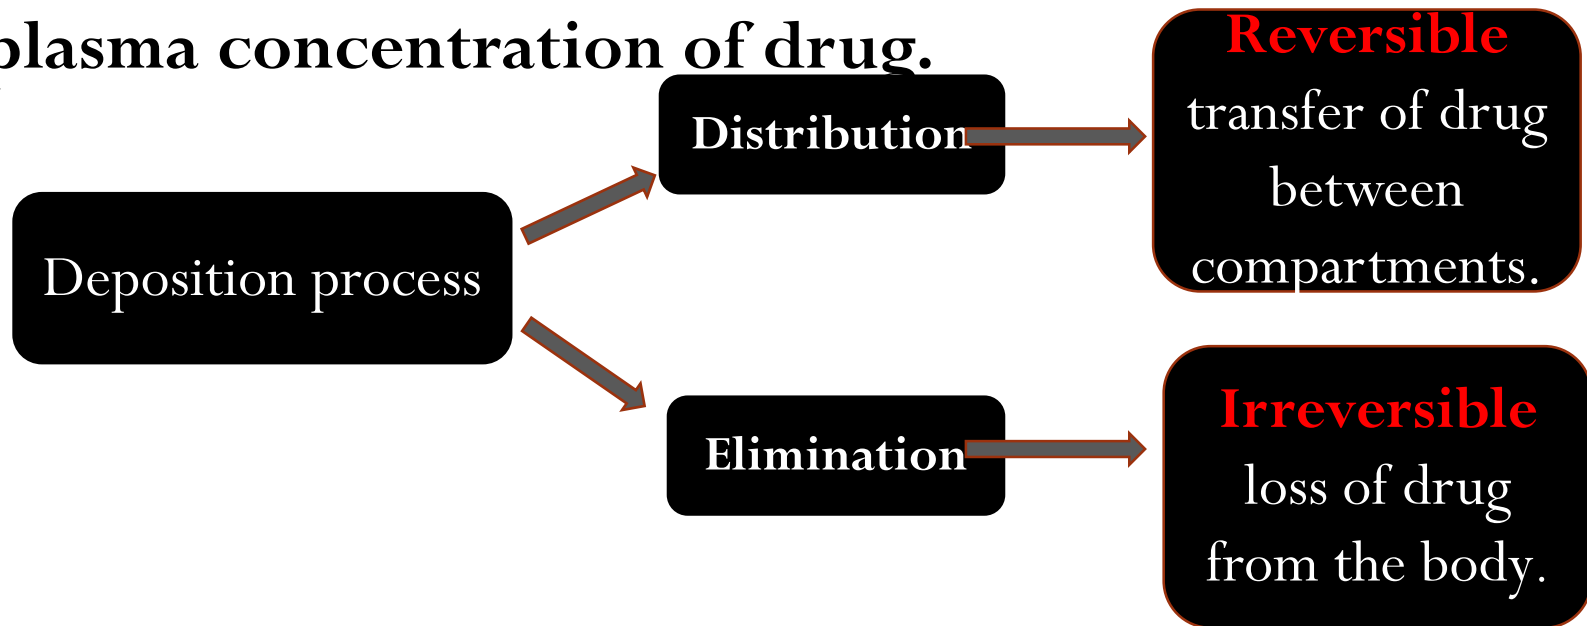 plasma concentration of drug.
Deposition process
Distribution
Reversible
transfer of drug
between
compartments.
Elimination
Irreversible
loss of drug
from the body.